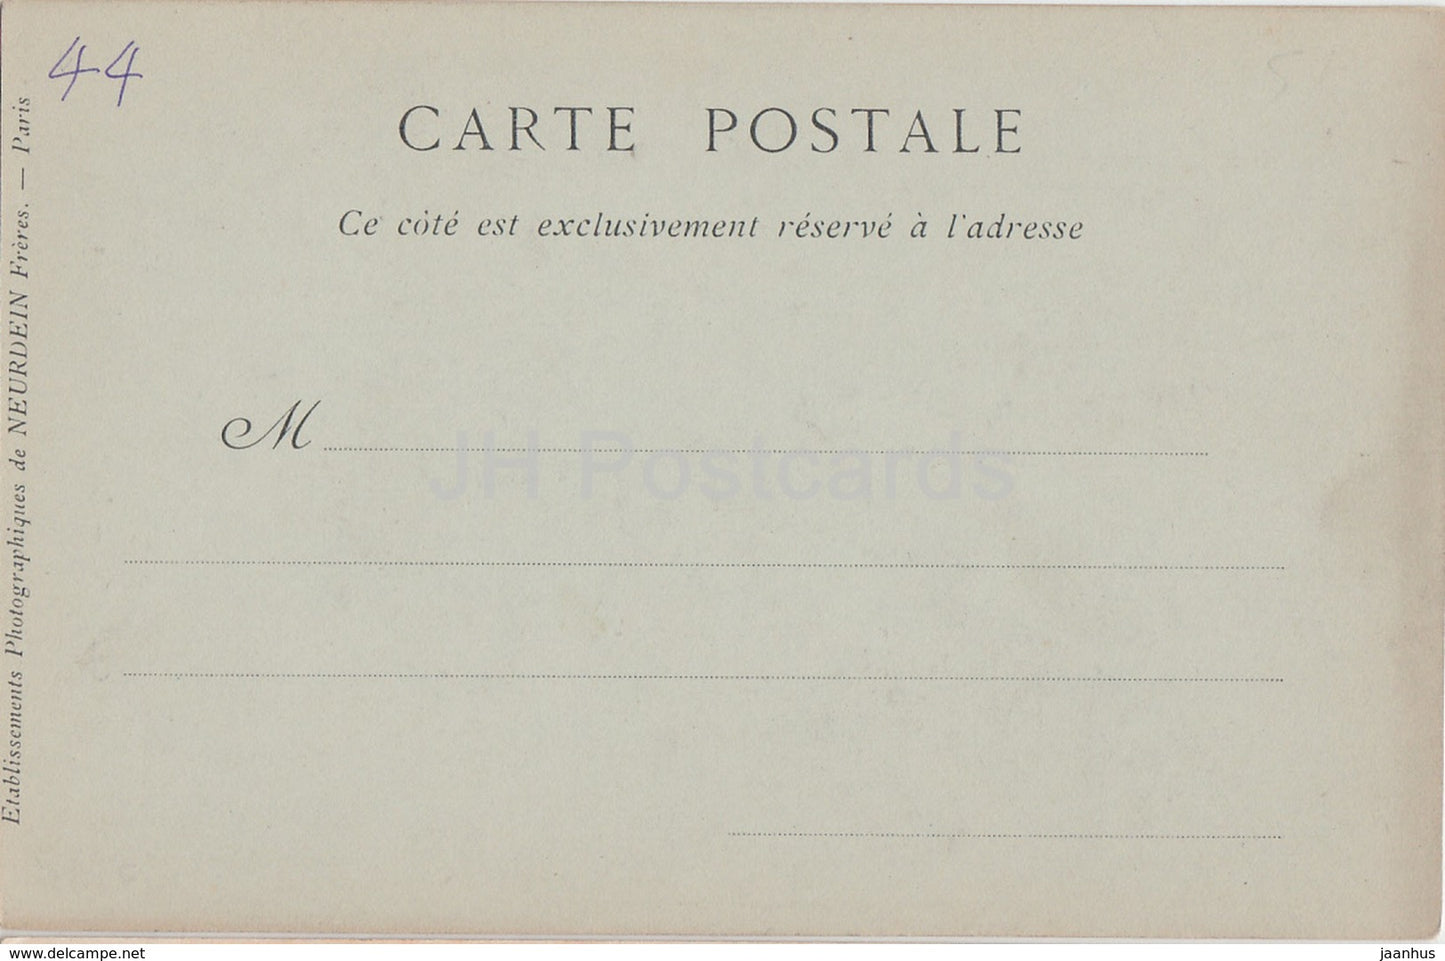 44
CARTE POSTALE
Ce côté est exclusivement réservé à l'adresse
M
Etablissements Photographiques de NEURDEIN Frères. — Paris
JH Postcards
www.delcampe.net
jaanhus